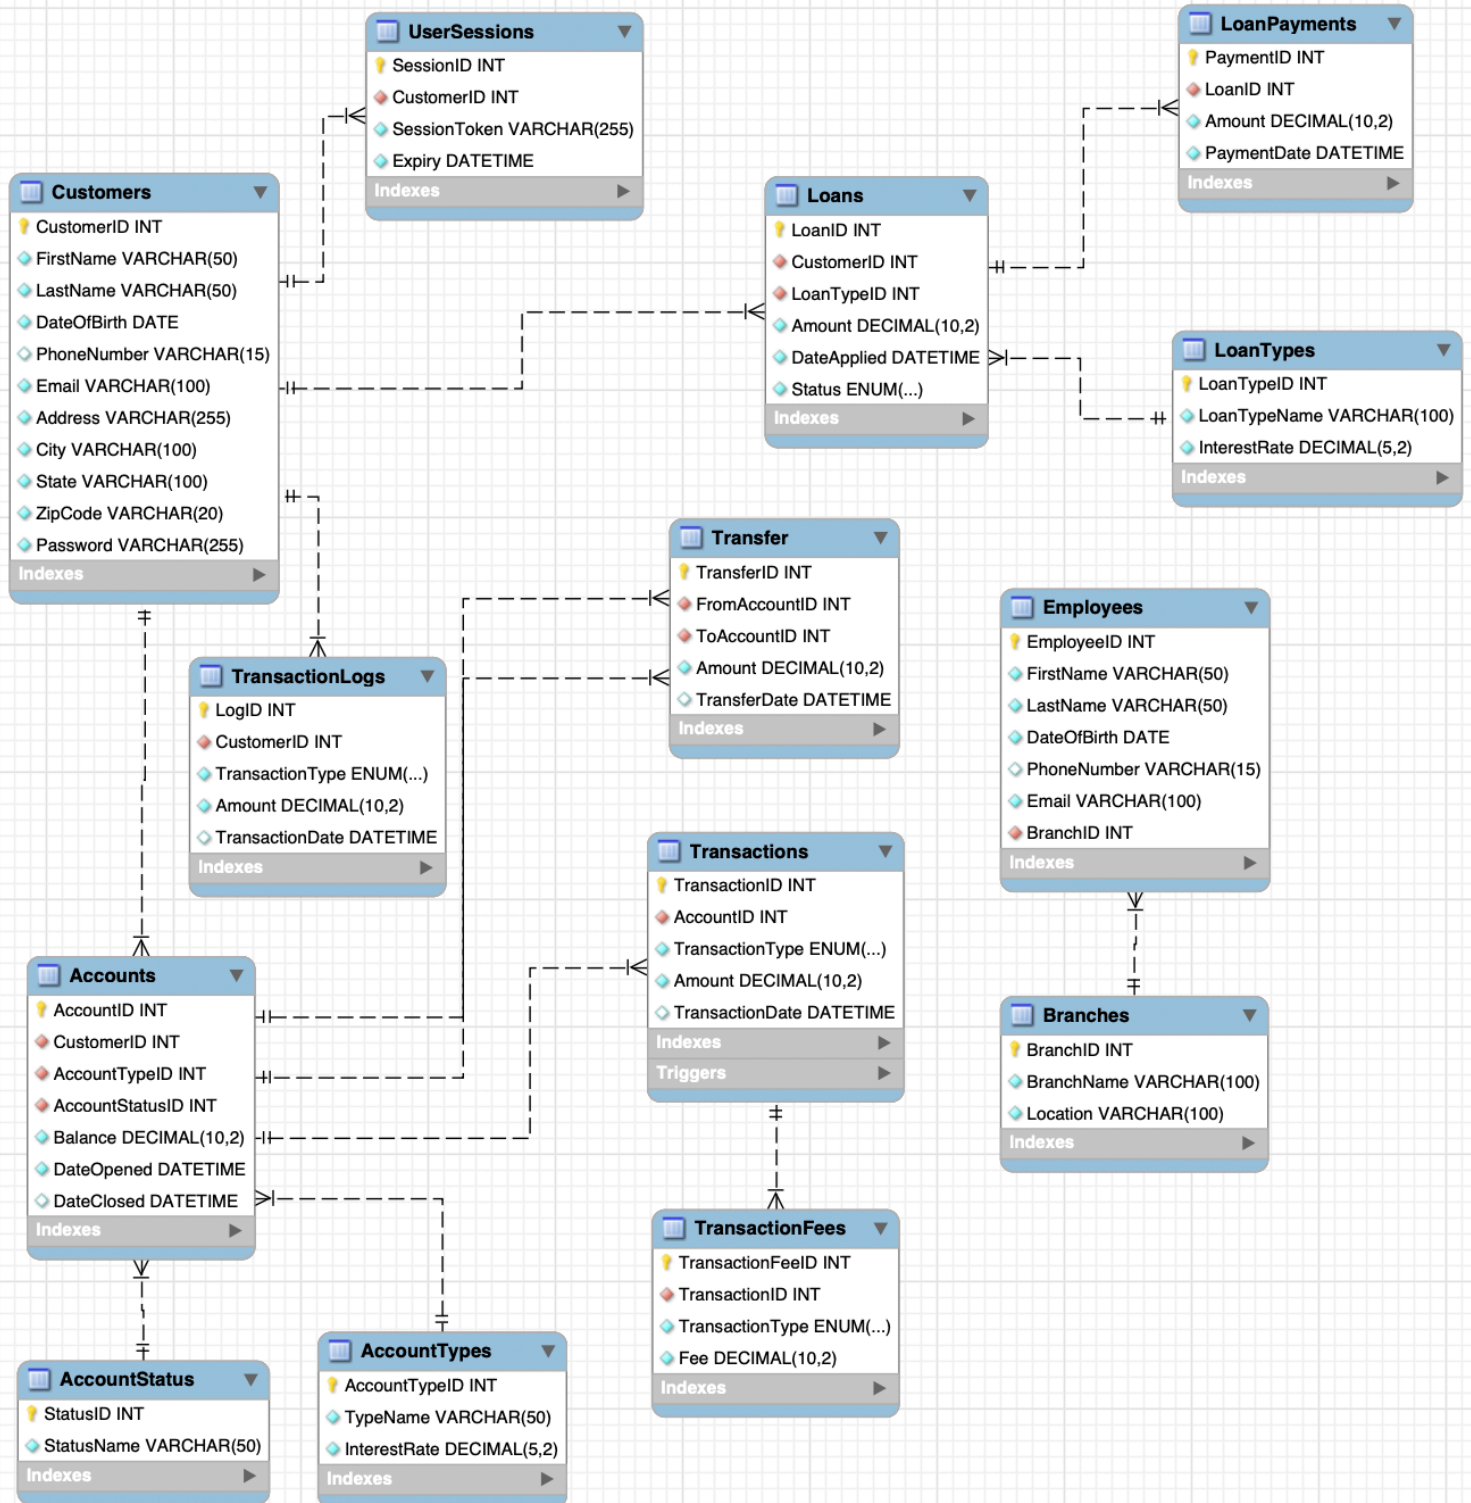 UserSessions
SessionID INT
CustomerID INT
SessionToken VARCHAR(255)
Expiry DATETIME
Indexes
LoanPayments
PaymentID INT
LoanID INT
Amount DECIMAL(10,2)
PaymentDate DATETIME
Indexes
Customers
CustomerID INT
FirstName VARCHAR(50)
LastName VARCHAR(50)
DateOfBirth DATE
PhoneNumber VARCHAR(15)
Email VARCHAR(100)
Address VARCHAR(255)
City VARCHAR(100)
State VARCHAR(100)
ZipCode VARCHAR(20)
Password VARCHAR(255)
Indexes
Loans
LoanID INT
CustomerID INT
LoanTypeID INT
Amount DECIMAL(10,2)
DateApplied DATETIME
Status ENUM(...)
Indexes
LoanTypes
LoanTypeID INT
LoanTypeName VARCHAR(100)
InterestRate DECIMAL(5,2)
Indexes
Transfer
TransferID INT
FromAccountID INT
ToAccountID INT
Amount DECIMAL(10,2)
TransferDate DATETIME
Indexes
Employees
EmployeeID INT
FirstName VARCHAR(50)
LastName VARCHAR(50)
DateOfBirth DATE
PhoneNumber VARCHAR(15)
Email VARCHAR(100)
BranchID INT
Indexes
TransactionLogs
LogID INT
CustomerID INT
TransactionType ENUM(...)
Amount DECIMAL(10,2)
TransactionDate DATETIME
Indexes
Transactions
TransactionID INT
AccountID INT
TransactionType ENUM(...)
Amount DECIMAL(10,2)
TransactionDate DATETIME
Indexes
Triggers
Accounts
AccountID INT
CustomerID INT
AccountTypeID INT
AccountStatusID INT
Balance DECIMAL(10,2)
DateOpened DATETIME
DateClosed DATETIME
Indexes
Branches
BranchID INT
BranchName VARCHAR(100)
Location VARCHAR(100)
Indexes
TransactionFees
TransactionFeeID INT
TransactionID INT
TransactionType ENUM(...)
Fee DECIMAL(10,2)
Indexes
AccountStatus
StatusID INT
StatusName VARCHAR(50)
Indexes
AccountTypes
AccountTypeID INT
TypeName VARCHAR(50)
InterestRate DECIMAL(5,2)
Indexes